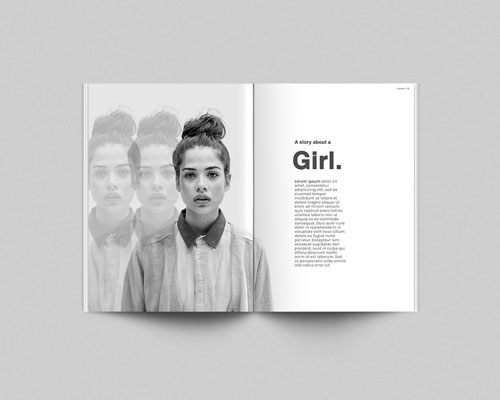 A story about a
Girl.
Lorem ipsum dolor sit
amet, consectetur
adipisicing elit, sed do
eiusmod tempor
incididunt ut labore et
dolore magna aliqua. Ut
enim ad minim veniam,
quis nostrud exercitation
ullamco laboris nisi ut
aliquip ex ea commodo
consequat. Duis aute irure
dolor in reprehenderit in
voluptate velit esse cillum
dolore eu fugiat nulla
pariatur. Excepteur sint
occaecat cupidatat non
proident, sunt in culpa qui
officia deserunt mollit
anim id est laborum. Sed
ut perspiciatis unde omnis
iste natus error sit